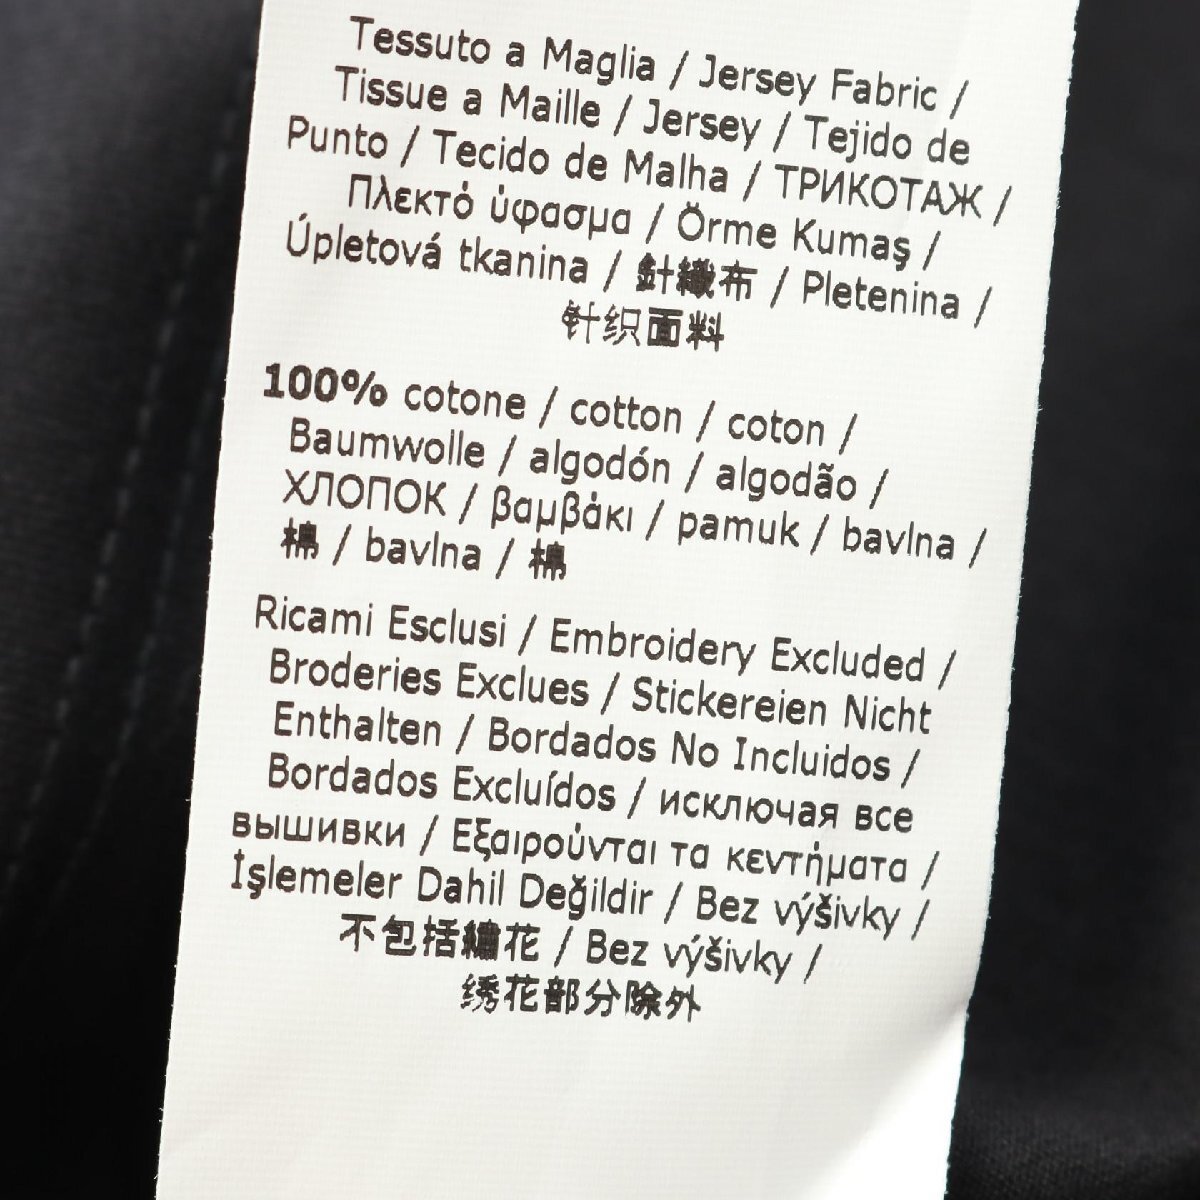 Tessuto a Maglia / Jersey Fabric /
Tissue a Maille / Jersey / Tejido de
Punto / Tecido de Malha / ТРИКОТАЖ /
Πλεκτό ύφασμα / Örme Kumaş /
Úpletová tkanina / 針織布 / Pletenina /
针织面料
100% cotone / cotton / coton /
Baumwolle / algodón / algodão /
ХЛОПОК / βαμβάκι / pamuk / bavlna /
棉 / bavlna / 棉
Ricami Esclusi / Embroidery Excluded /
Broderies Exclues / Stickereien Nicht
Enthalten / Bordados No Incluidos /
Bordados Excluídos / исключая все
вышивки / Εξαιρούνται τα κεντήματα /
İşlemeler Dahil Değildir / Bez výšivky /
不包括繡花 / Bez výšivky /
绣花部分除外